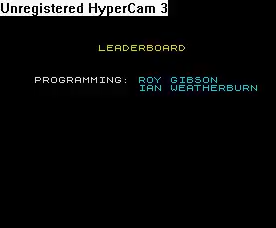 Unregistered HyperCam 3
LEADERBOARD
PROGRAMMING: ROY GIBSON
IAN WEATHERBURN